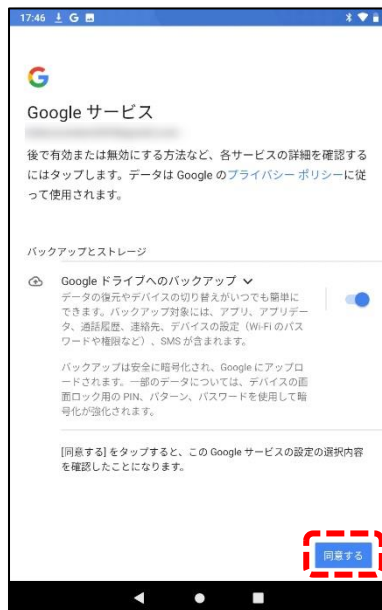 17:46
Google サービス
後で有効または無効にする方法など、各サービスの詳細を確認する
にはタップします。データは Google のプライバシー ポリシーに従
って使用されます。
バックアップとストレージ
Google ドライブへのバックアップ
データの復元やデバイスの切り替えがいつでも簡単に
できます。バックアップ対象には、アプリ、アプリデー
タ、通話履歴、連絡先、デバイスの設定（Wi-Fi のパス
ワードや権限など）、SMS が含まれます。
バックアップは安全に暗号化され、Google にアップロ
ードされます。一部のデータについては、デバイスの画
面ロック用の PIN、パターン、パスワードを使用して暗
号化が強化されます。
[同意する] をタップすると、この Google サービスの設定の選択内容
を確認したことになります。
同意する